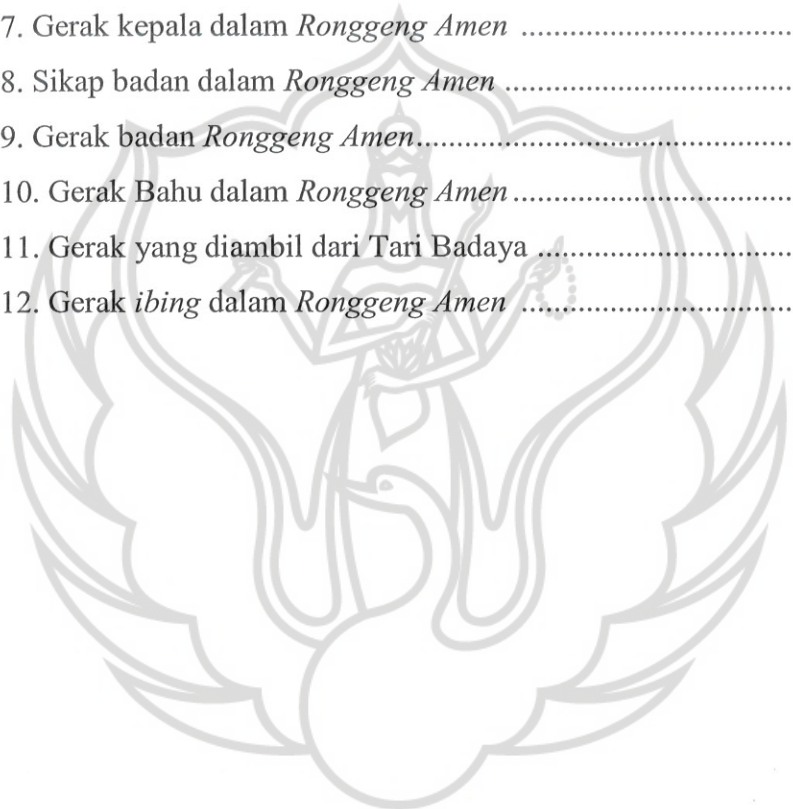 7. Gerak kepala dalam Ronggeng Amen ................................
8. Sikap badan dalam Ronggeng Amen ..................................
9. Gerak badan Ronggeng Amen.............................................
10. Gerak Bahu dalam Ronggeng Amen .................................
11. Gerak yang diambil dari Tari Badaya ..............................
12. Gerak ibing dalam Ronggeng Amen ................................